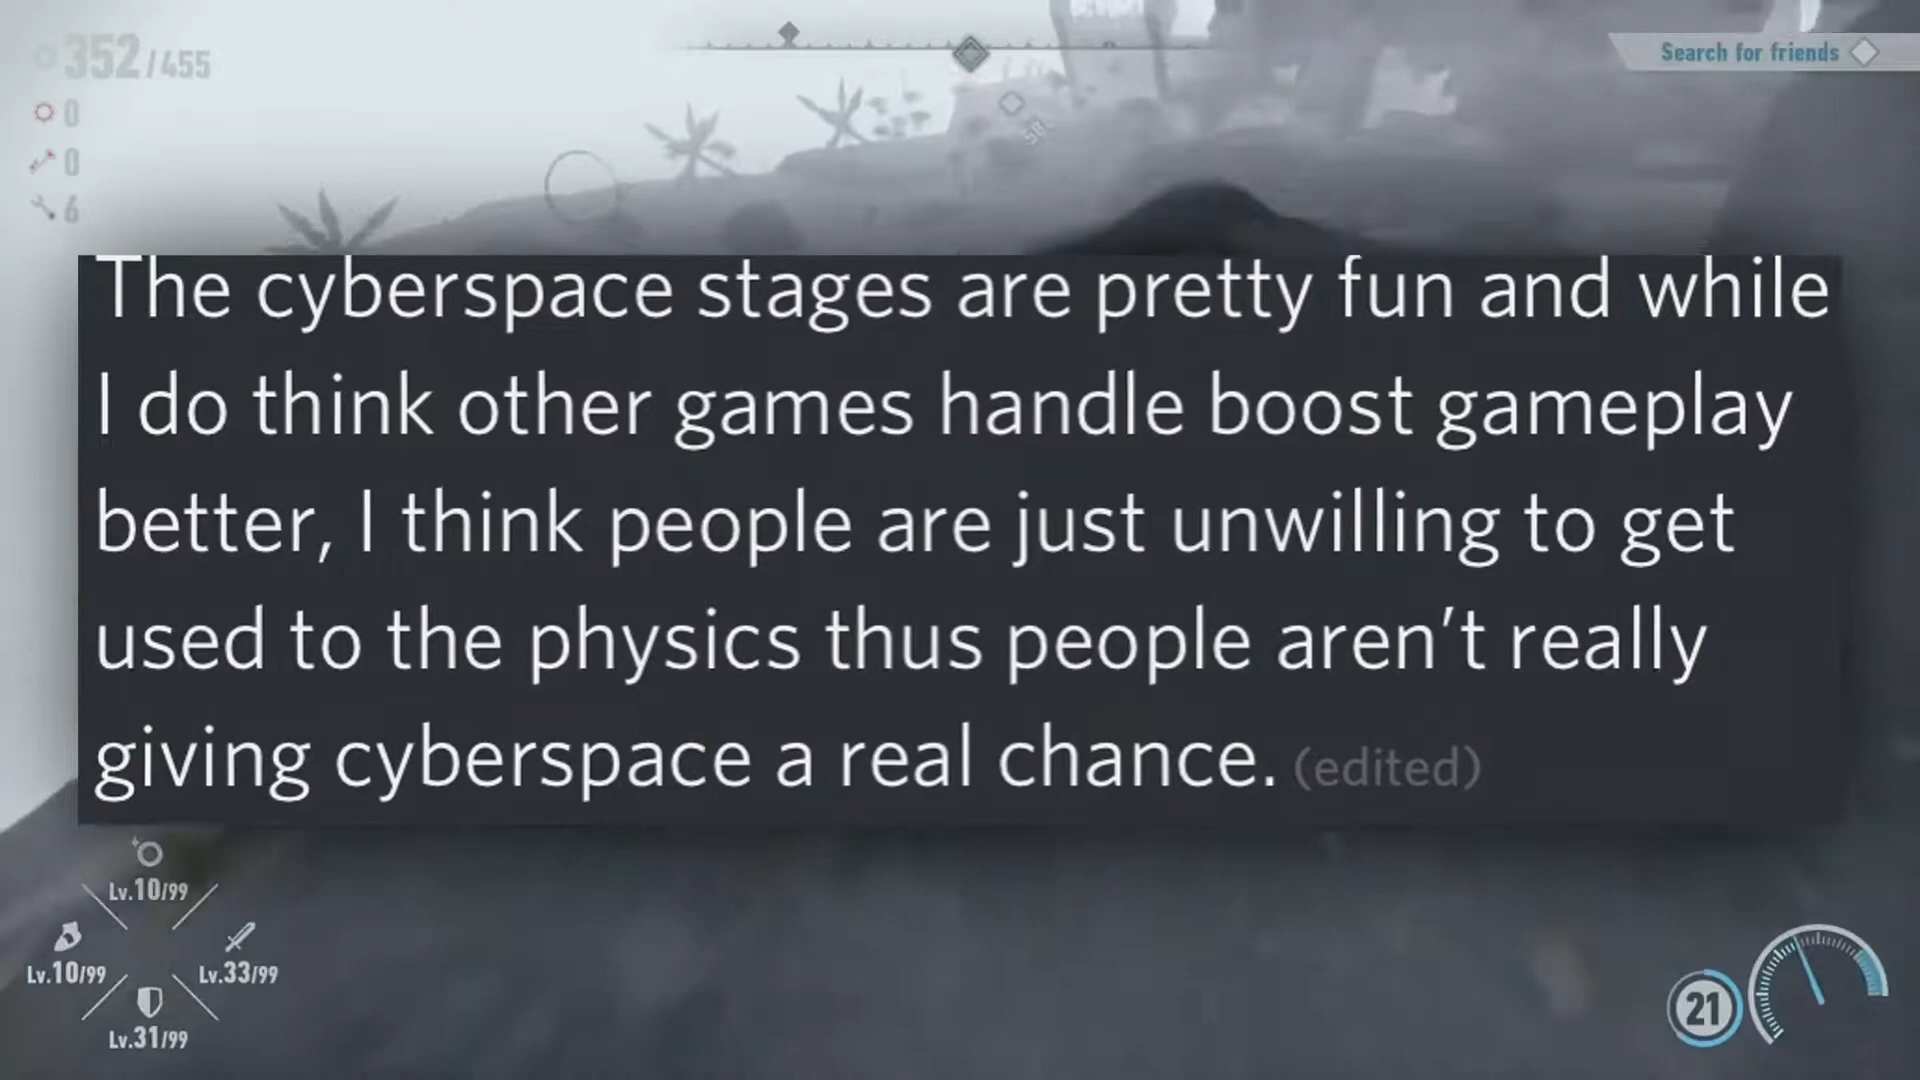 352/455
Search for friends
0
0
6
The cyberspace stages are pretty fun and while
I do think other games handle boost gameplay
better, I think people are just unwilling to get
used to the physics thus people aren't really
giving cyberspace a real chance. (edited)
Lv.10/99
Lv.10/99
Lv.33/99
Lv.31/99
21